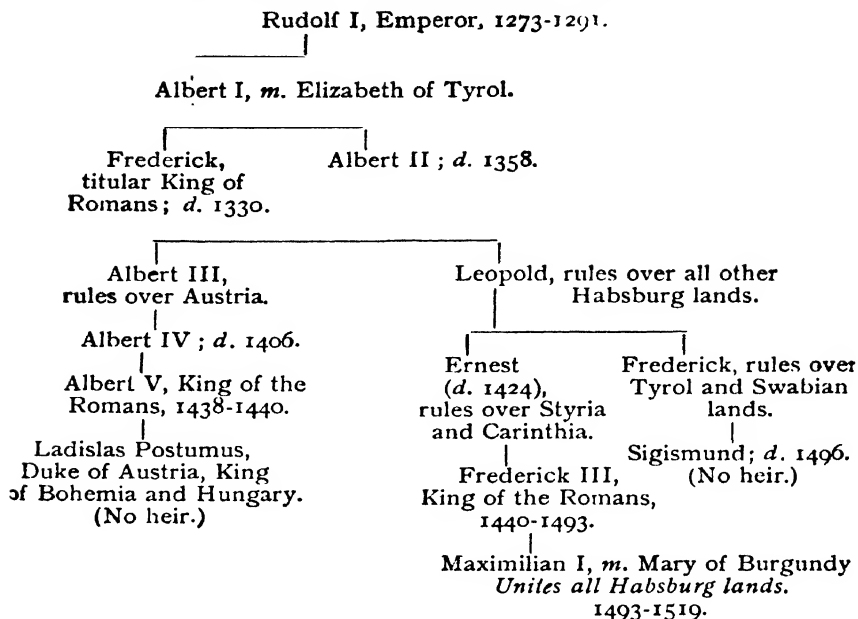 Rudolf I, Emperor, 1273-1291.
Albert I, m. Elizabeth of Tyrol.
Frederick,
titular King of
Romans; d. 1330.
Albert II ; d. 1358.
Albert III,
rules over Austria.
Leopold, rules over all other
Habsburg lands.
Albert IV ; d. 1406.
Albert V, King of the
Romans, 1438-1440.
Ladislas Postumus,
Duke of Austria, King
of Bohemia and Hungary.
(No heir.)
Ernest
(d. 1424),
rules over Styria
and Carinthia.
Frederick III,
King of the Romans,
1440-1493.
Frederick, rules over
Tyrol and Swabian
lands.
Sigismund; d. 1496.
(No heir.)
Maximilian I, m. Mary of Burgundy
Unites all Habsburg lands.
1493-1519.